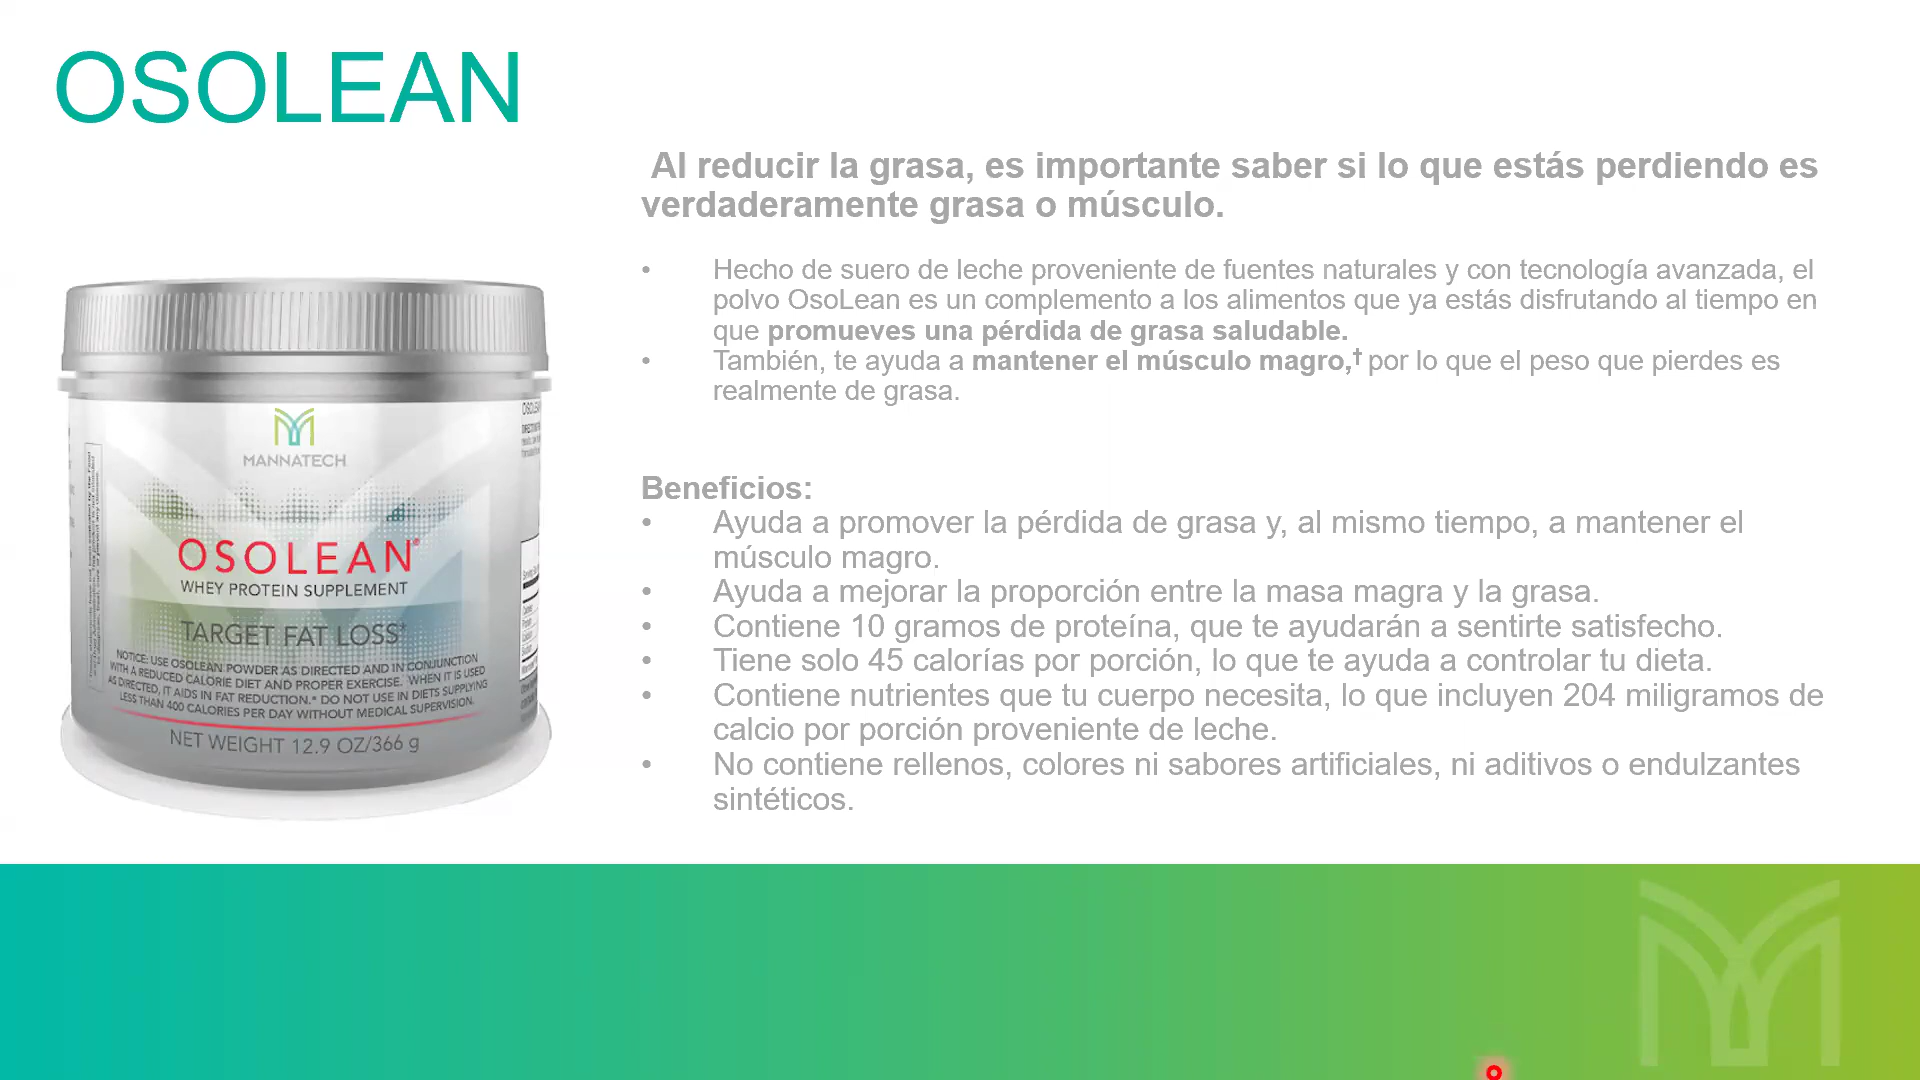 OSOLEAN
Al reducir la grasa, es importante saber si lo que estás perdiendo es
verdaderamente grasa o músculo.
• Hecho de suero de leche proveniente de fuentes naturales y con tecnología avanzada, el
polvo OsoLean es un complemento a los alimentos que ya estás disfrutando al tiempo en
que promueves una pérdida de grasa saludable.
• También, te ayuda a mantener el músculo magro,† por lo que el peso que pierdes es
realmente de grasa.
Beneficios:
• Ayuda a promover la pérdida de grasa y, al mismo tiempo, a mantener el
músculo magro.
• Ayuda a mejorar la proporción entre la masa magra y la grasa.
• Contiene 10 gramos de proteína, que te ayudarán a sentirte satisfecho.
• Tiene solo 45 calorías por porción, lo que te ayuda a controlar tu dieta.
• Contiene nutrientes que tu cuerpo necesita, lo que incluyen 204 miligramos de
calcio por porción proveniente de leche.
• No contiene rellenos, colores ni sabores artificiales, ni aditivos o endulzantes
sintéticos.
MANNATECH
OSOLEAN®
WHEY PROTEIN SUPPLEMENT
TARGET FAT LOSS*
NOTICE: USE OSOLEAN POWDER AS DIRECTED AND IN CONJUNCTION
WITH A REDUCED CALORIE DIET AND PROPER EXERCISE. WHEN IT IS USED
AS DIRECTED, IT AIDS IN FAT REDUCTION.* DO NOT USE IN DIETS SUPPLYING
LESS THAN 400 CALORIES PER DAY WITHOUT MEDICAL SUPERVISION.
NET WEIGHT 12.9 OZ/366 g